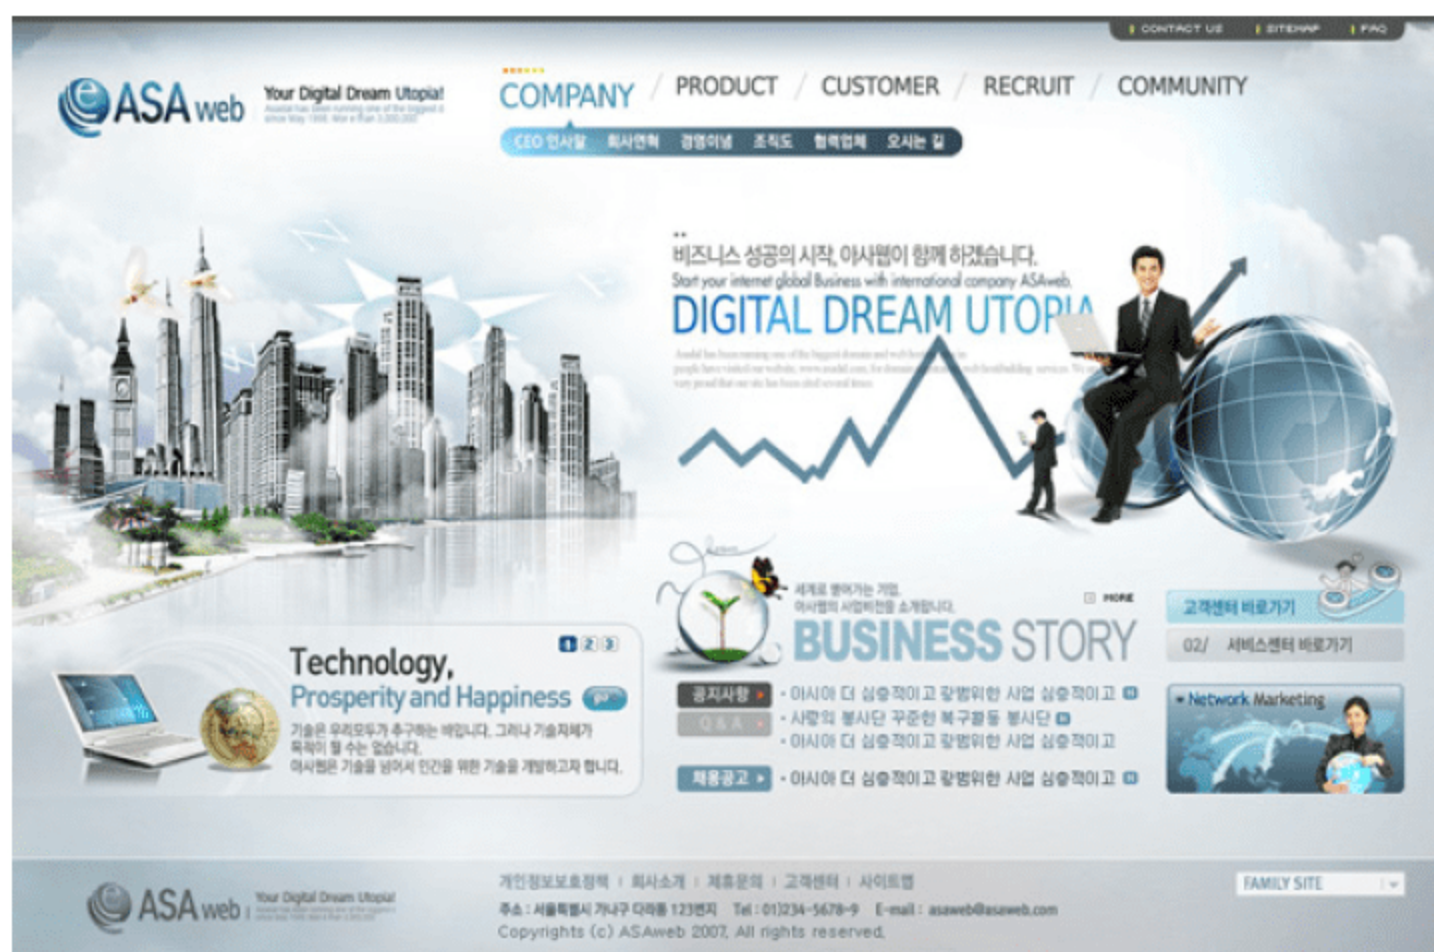 CONTACT US
SITEMAP
FAQ
ASA web
Your Digital Dream Utopia!
COMPANY / PRODUCT / CUSTOMER / RECRUIT / COMMUNITY
CEO 인사말 회사연혁 경영이념 조직도 협력업체 오시는 길
비즈니스 성공의 시작, 아사웹이 함께 하겠습니다.
Start your internet global Business with international company ASAweb.
DIGITAL DREAM UTOPIA
세계로 뻗어가는 기업,
아사웹의 사업비전을 소개합니다.
MORE
BUSINESS STORY
고객센터 바로가기
02/ 서비스센터 바로가기
Technology,
1 2 3
Prosperity and Happiness
go
기술은 우리모두가 추구하는 바입니다. 그러나 기술자체가
목적이 될 수는 없습니다.
아사웹은 기술을 넘어서 인간을 위한 기술을 개발하고자 합니다.
공지사항
Q & A
채용공고
아시아 더 심층적이고 광범위한 사업 심층적이고
사랑의 봉사단 꾸준한 복구활동 봉사단
아시아 더 심층적이고 광범위한 사업 심층적이고
아시아 더 심층적이고 광범위한 사업 심층적이고
Network Marketing
ASA web
Your Digital Dream Utopia!
개인정보보호정책 | 회사소개 | 제휴문의 | 고객센터 | 사이트맵
주소 : 서울특별시 가나구 다라동 123번지 Tel : 01)234-5678~9 E-mail : asaweb@asaweb.com
Copyrights (c) ASAweb 2007, All rights reserved.
FAMILY SITE